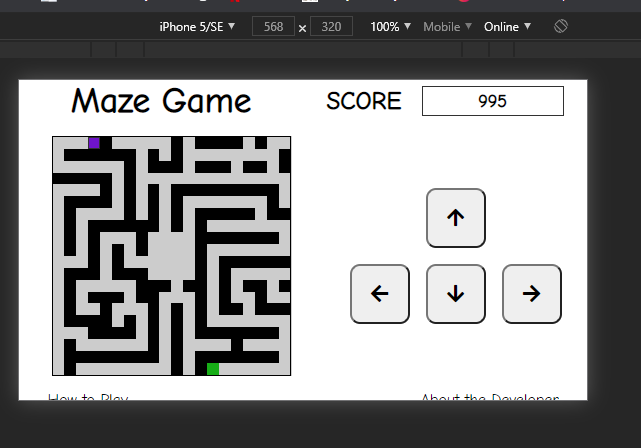 iPhone 5/SE ▼ 568 × 320 100% ▼ Mobile ▼ Online ▼
Maze Game SCORE 995
↑
← ↓ →
How to Play About the Developer